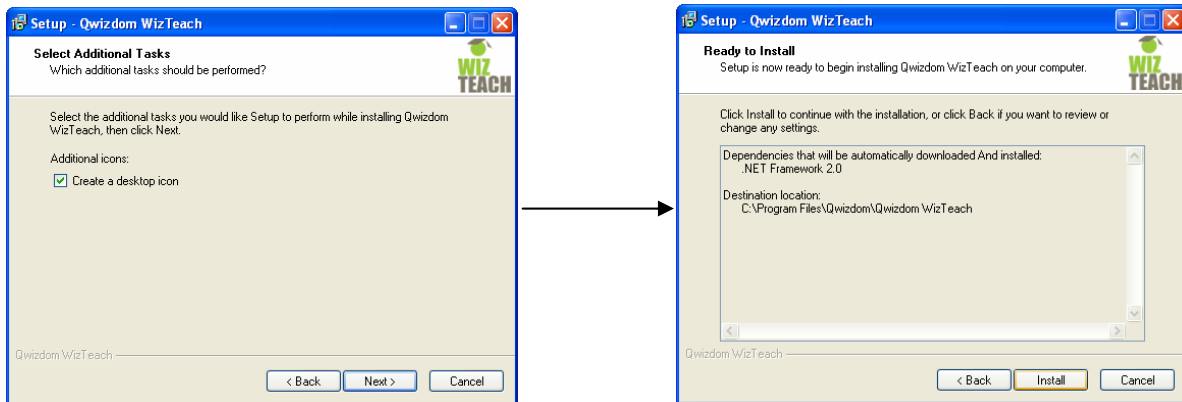 Setup - Qwizdom WizTeach
Select Additional Tasks
Which additional tasks should be performed?
WIZ
TEACH
Select the additional tasks you would like Setup to perform while installing Qwizdom
WizTeach, then click Next.
Additional icons:
Create a desktop icon
Qwizdom WizTeach
< Back Next > Cancel
Setup - Qwizdom WizTeach
Ready to Install
Setup is now ready to begin installing Qwizdom WizTeach on your computer.
WIZ
TEACH
Click Install to continue with the installation, or click Back if you want to review or
change any settings.
Dependencies that will be automatically downloaded And installed:
.NET Framework 2.0
Destination location:
C:\Program Files\Qwizdom\Qwizdom WizTeach
Qwizdom WizTeach
< Back Install Cancel